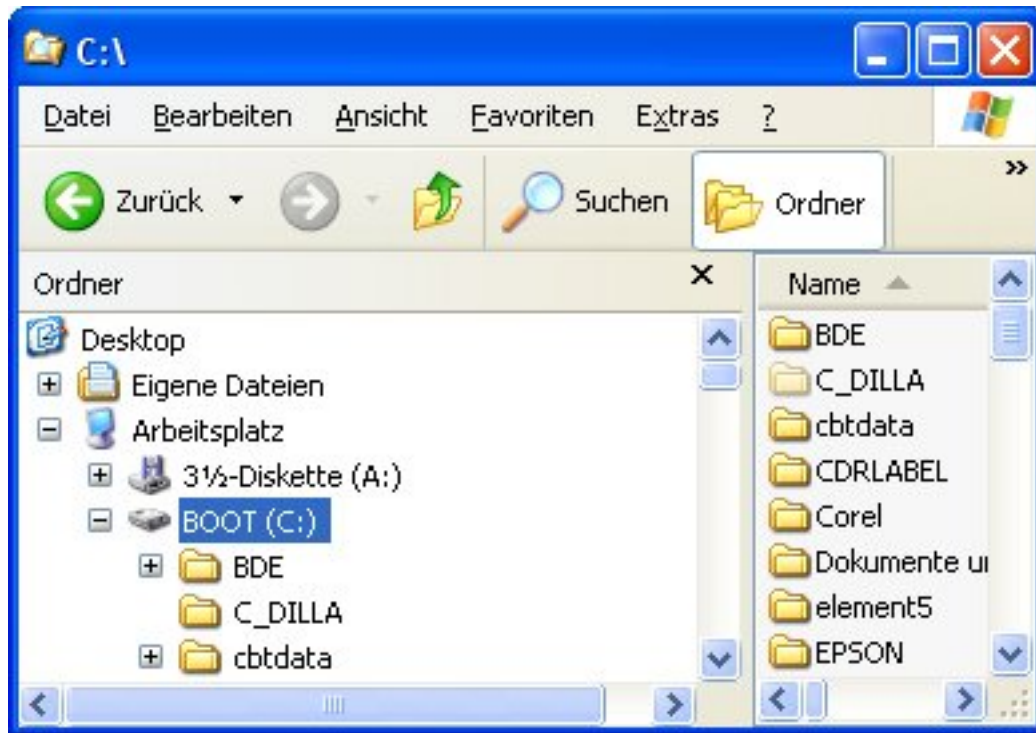 C:\
Datei Bearbeiten Ansicht Favoriten Extras ?
Zurück Suchen Ordner »
Ordner
Desktop
Eigene Dateien
Arbeitsplatz
3½-Diskette (A:)
BOOT (C:)
BDE
C_DILLA
cbtdata
Name
BDE
C_DILLA
cbtdata
CDRLABEL
Corel
Dokumente u
element5
EPSON